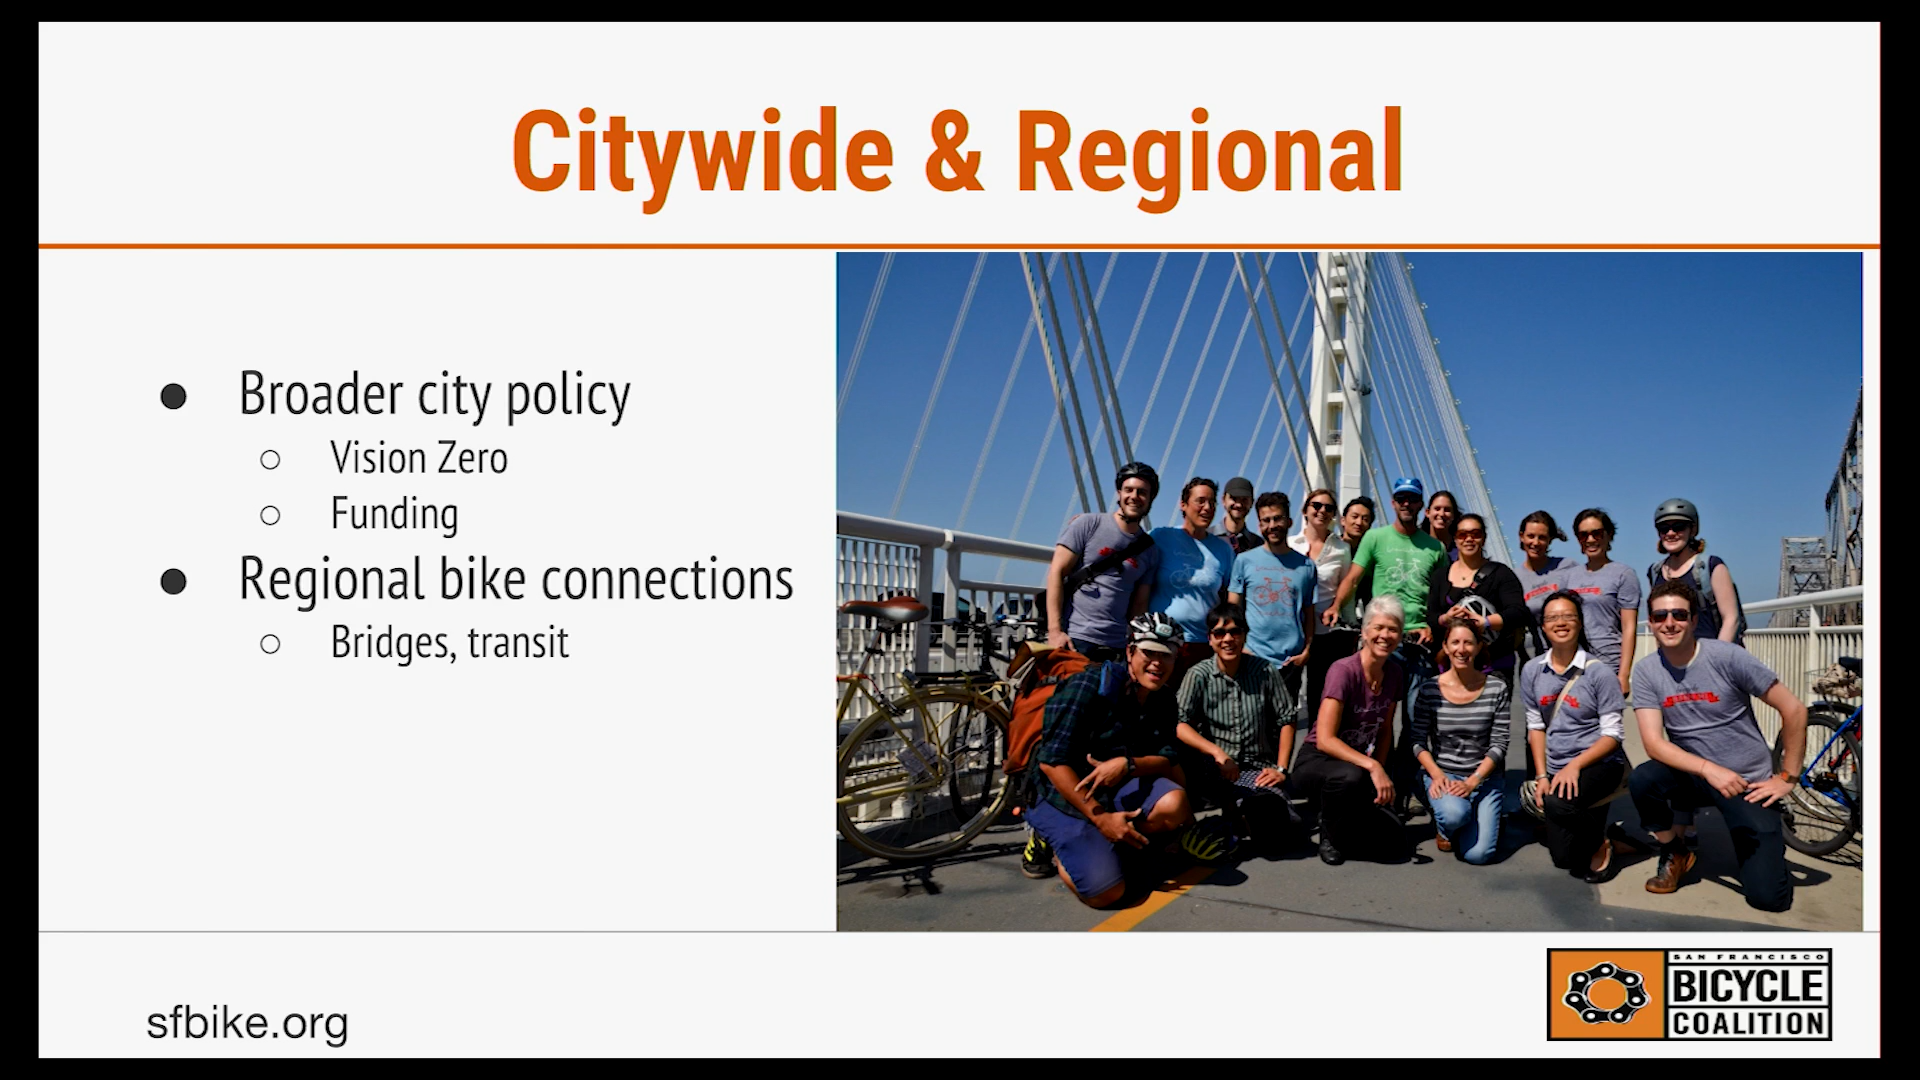 Citywide & Regional
● Broader city policy
○ Vision Zero
○ Funding
● Regional bike connections
○ Bridges, transit
sfbike.org
SAN FRANCISCO
BICYCLE
COALITION